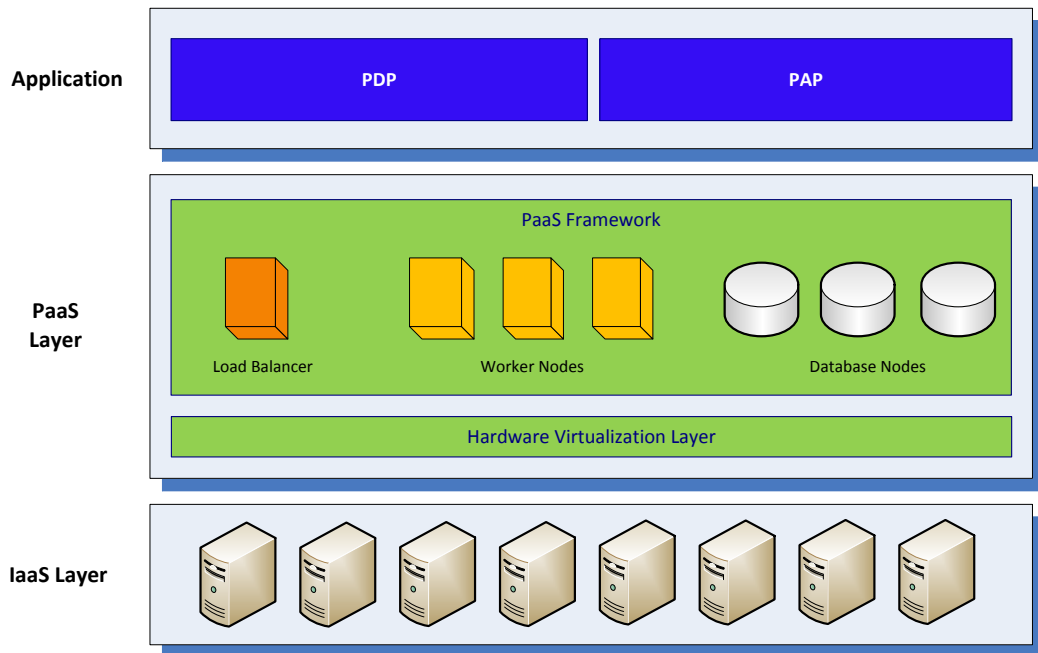 Application
PDP
PAP
PaaS
Layer
PaaS Framework
Load Balancer
Worker Nodes
Database Nodes
Hardware Virtualization Layer
IaaS Layer